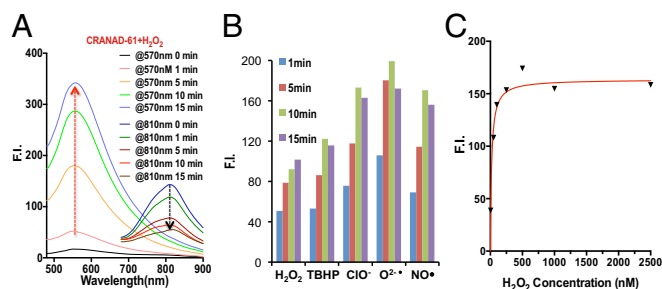 A
CRANAD-61+H₂O₂
@570nm 0 min
@570nM 1 min
@570nm 5 min
@570nm 10 min
@570nm 15 min
@810nm 0 min
@810nm 1 min
@810nm 5 min
@810nm 10 min
@810nm 15 min
F.I.
400
300
200
100
0
500 600 700 800 900
Wavelength(nm)
B
F.I.
200
160
120
80
40
0
1min
5min
10min
15min
H₂O₂ TBHP ClO⁻ O²⁻• NO•
C
F.I.
200
150
100
50
0
0 500 1000 1500 2000 2500
H₂O₂ Concentration (nM)